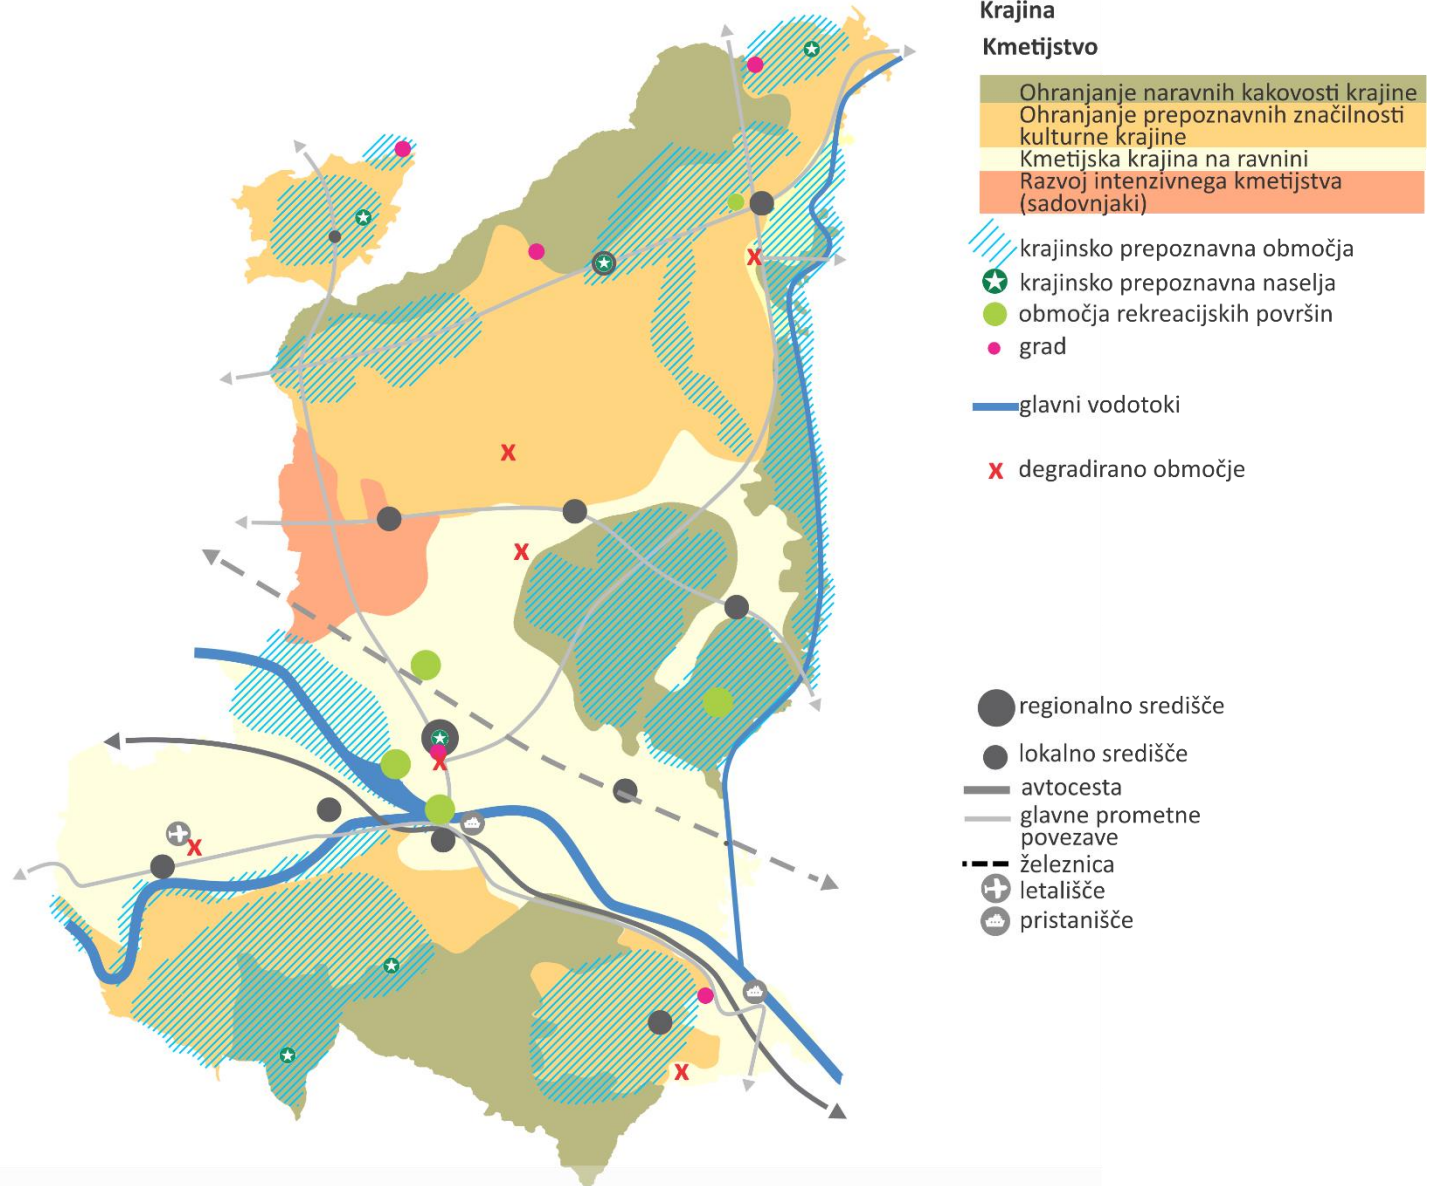 Krajina
Kmetijstvo
Ohranjanje naravnih kakovosti krajine
Ohranjanje prepoznavnih značilnosti
kulturne krajine
Kmetijska krajina na ravnini
Razvoj intenzivnega kmetijstva
(sadovnjaki)
krajinsko prepoznavna območja
krajinsko prepoznavna naselja
območja rekreacijskih površin
grad
glavni vodotoki
x degradirano območje
regionalno središče
lokalno središče
avtocesta
glavne prometne
povezave
železnica
letališče
pristanišče
x
x
x
x
x
x